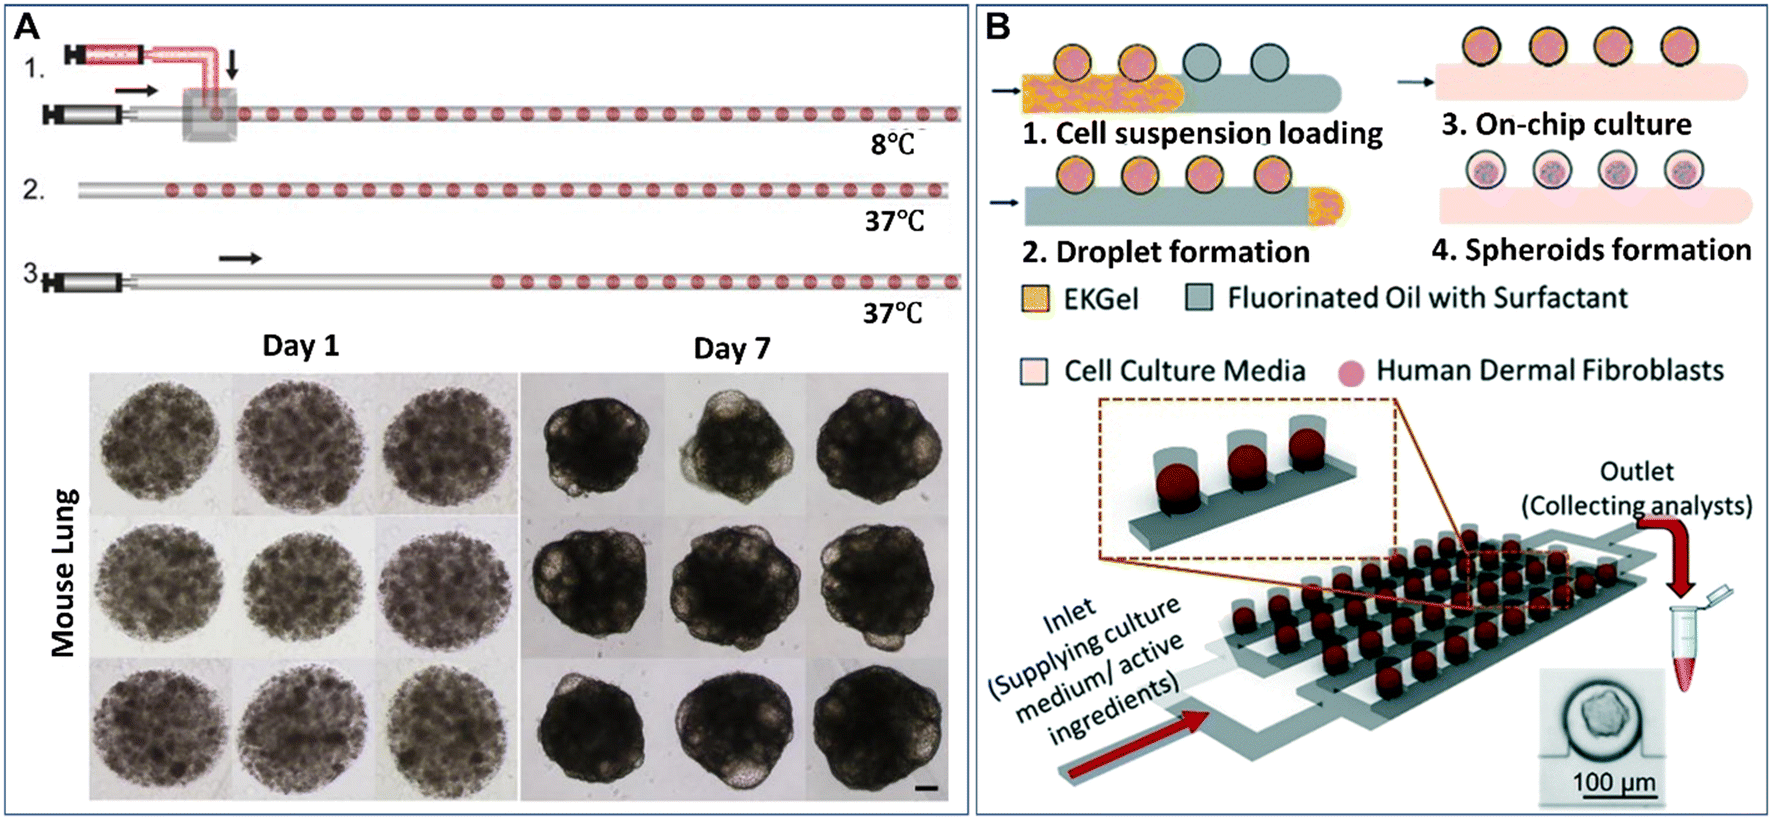 A
1.
8℃
2.
37℃
3
37℃
Day 1
Day 7
Mouse Lung
B
1. Cell suspension loading
3. On-chip culture
2. Droplet formation
4. Spheroids formation
EKGel
Fluorinated Oil with Surfactant
Cell Culture Media
Human Dermal Fibroblasts
Outlet
(Collecting analysts)
Inlet
(Supplying culture
medium/ active
ingredients)
100 μm